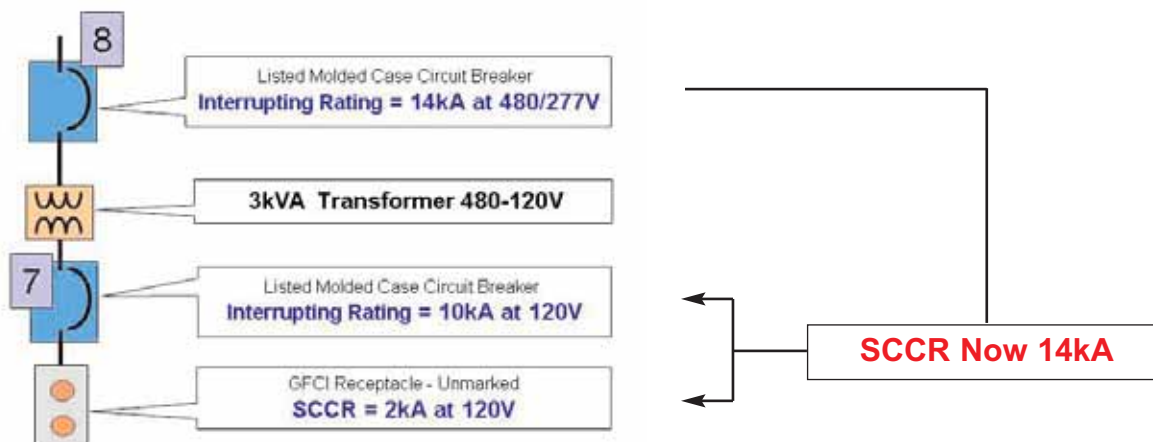 8
Listed Molded Case Circuit Breaker
Interrupting Rating = 14kA at 480/277V
3kVA Transformer 480-120V
7
Listed Molded Case Circuit Breaker
Interrupting Rating = 10kA at 120V
SCCR Now 14kA
GFCI Receptacle - Unmarked
SCCR = 2kA at 120V